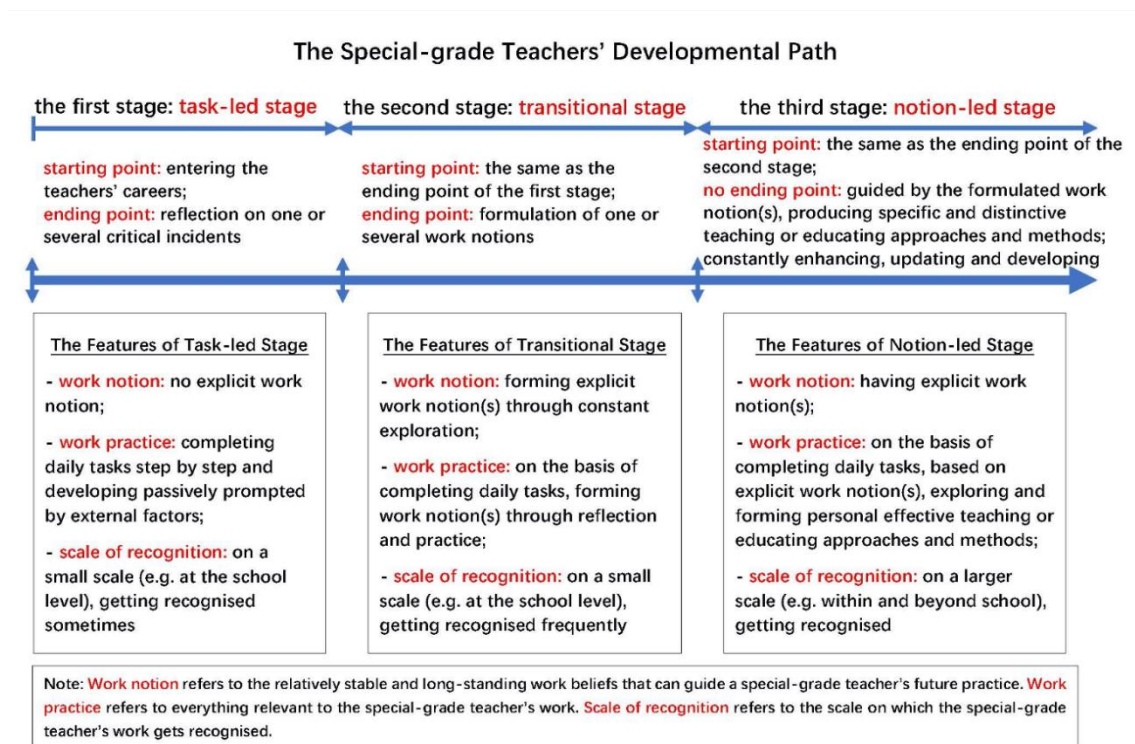 The Special-grade Teachers' Developmental Path
the first stage: task-led stage
the second stage: transitional stage
the third stage: notion-led stage
starting point: entering the
teachers' careers;
ending point: reflection on one or
several critical incidents
starting point: the same as the
ending point of the first stage;
ending point: formulation of one or
several work notions
starting point: the same as the ending point of the
second stage;
no ending point: guided by the formulated work
notion(s), producing specific and distinctive
teaching or educating approaches and methods;
constantly enhancing, updating and developing
The Features of Task-led Stage
- work notion: no explicit work
notion;
- work practice: completing
daily tasks step by step and
developing passively prompted
by external factors;
- scale of recognition: on a
small scale (e.g. at the school
level), getting recognised
sometimes
The Features of Transitional Stage
- work notion: forming explicit
work notion(s) through constant
exploration;
- work practice: on the basis of
completing daily tasks, forming
work notion(s) through reflection
and practice;
- scale of recognition: on a small
scale (e.g. at the school level),
getting recognised frequently
The Features of Notion-led Stage
- work notion: having explicit work
notion(s);
- work practice: on the basis of
completing daily tasks, based on
explicit work notion(s), exploring and
forming personal effective teaching or
educating approaches and methods;
- scale of recognition: on a larger
scale (e.g. within and beyond school),
getting recognised
Note: Work notion refers to the relatively stable and long-standing work beliefs that can guide a special-grade teacher's future practice. Work
practice refers to everything relevant to the special-grade teacher's work. Scale of recognition refers to the scale on which the special-grade
teacher's work gets recognised.